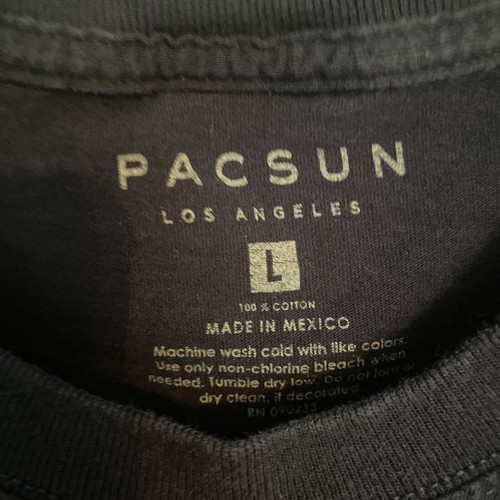 PACSUN
LOS ANGELES
L
100 % COTTON
MADE IN MEXICO
Machine wash cold with like colors.
Use only non-chlorine bleach when
needed. Tumble dry low. Do not iron or
dry clean, if decorated.
RN